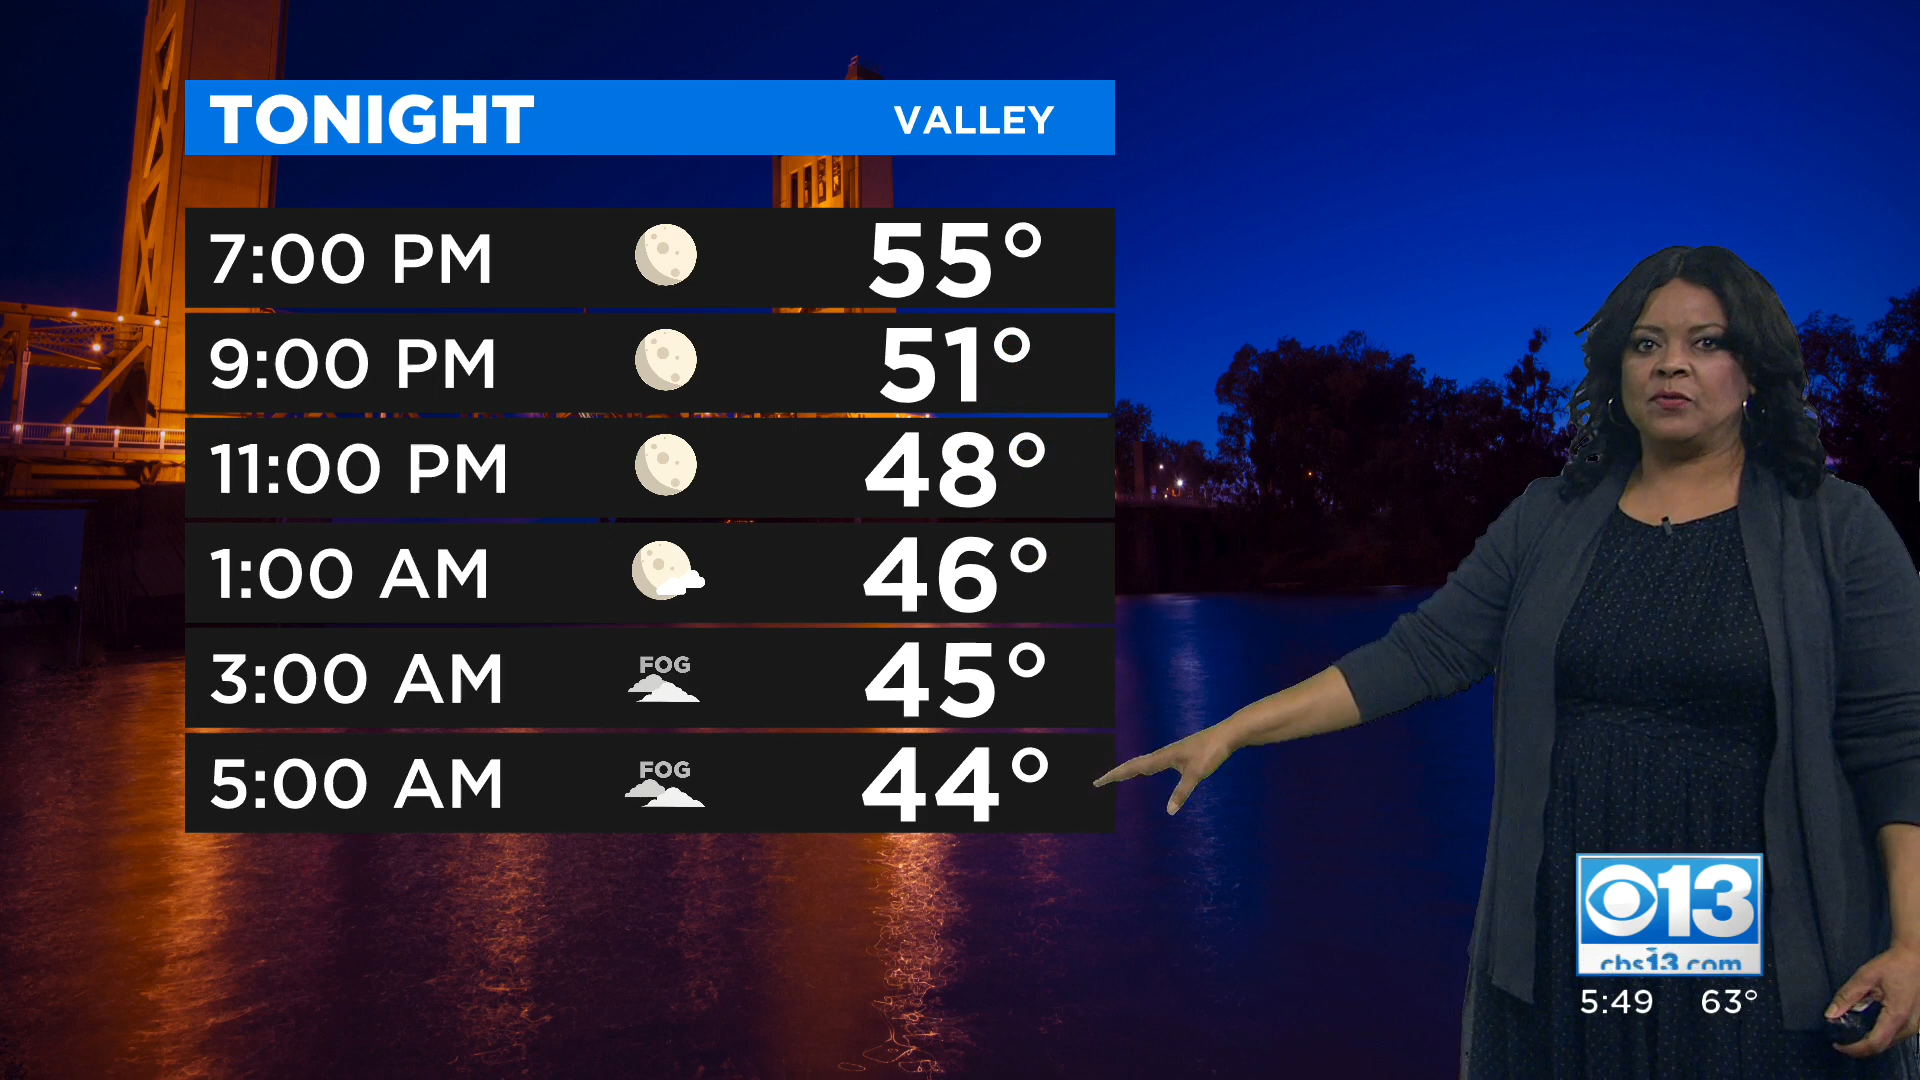 TONIGHT VALLEY
7:00 PM 55°
9:00 PM 51°
11:00 PM 48°
1:00 AM 46°
3:00 AM FOG 45°
5:00 AM FOG 44°
13
cbs13.com
5:49 63°